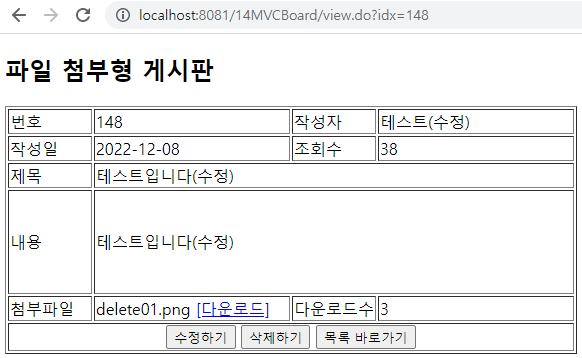 localhost:8081/14MVCBoard/view.do?idx=148
파일 첨부형 게시판
번호 148 작성자 테스트(수정)
작성일 2022-12-08 조회수 38
제목 테스트입니다(수정)
내용 테스트입니다(수정)
첨부파일 delete01.png [다운로드] 다운로드수 3
수정하기 삭제하기 목록 바로가기